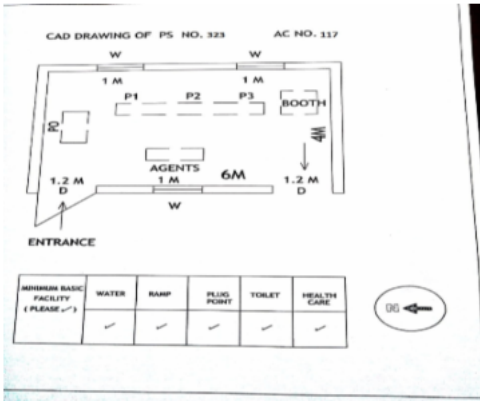 CAD DRAWING OF PS NO. 323 AC NO. 117
W W
1 M 1 M
P1 P2 P3
BOOTH
PO
4M
AGENTS
1.2 M 1 M 6M 1.2 M
D D
W
ENTRANCE
MINIMUM BASIC FACILITY ( PLEASE ✓ ) WATER RAMP PLUG POINT TOILET HEALTH CARE
✓ ✓ ✓ ✓ ✓